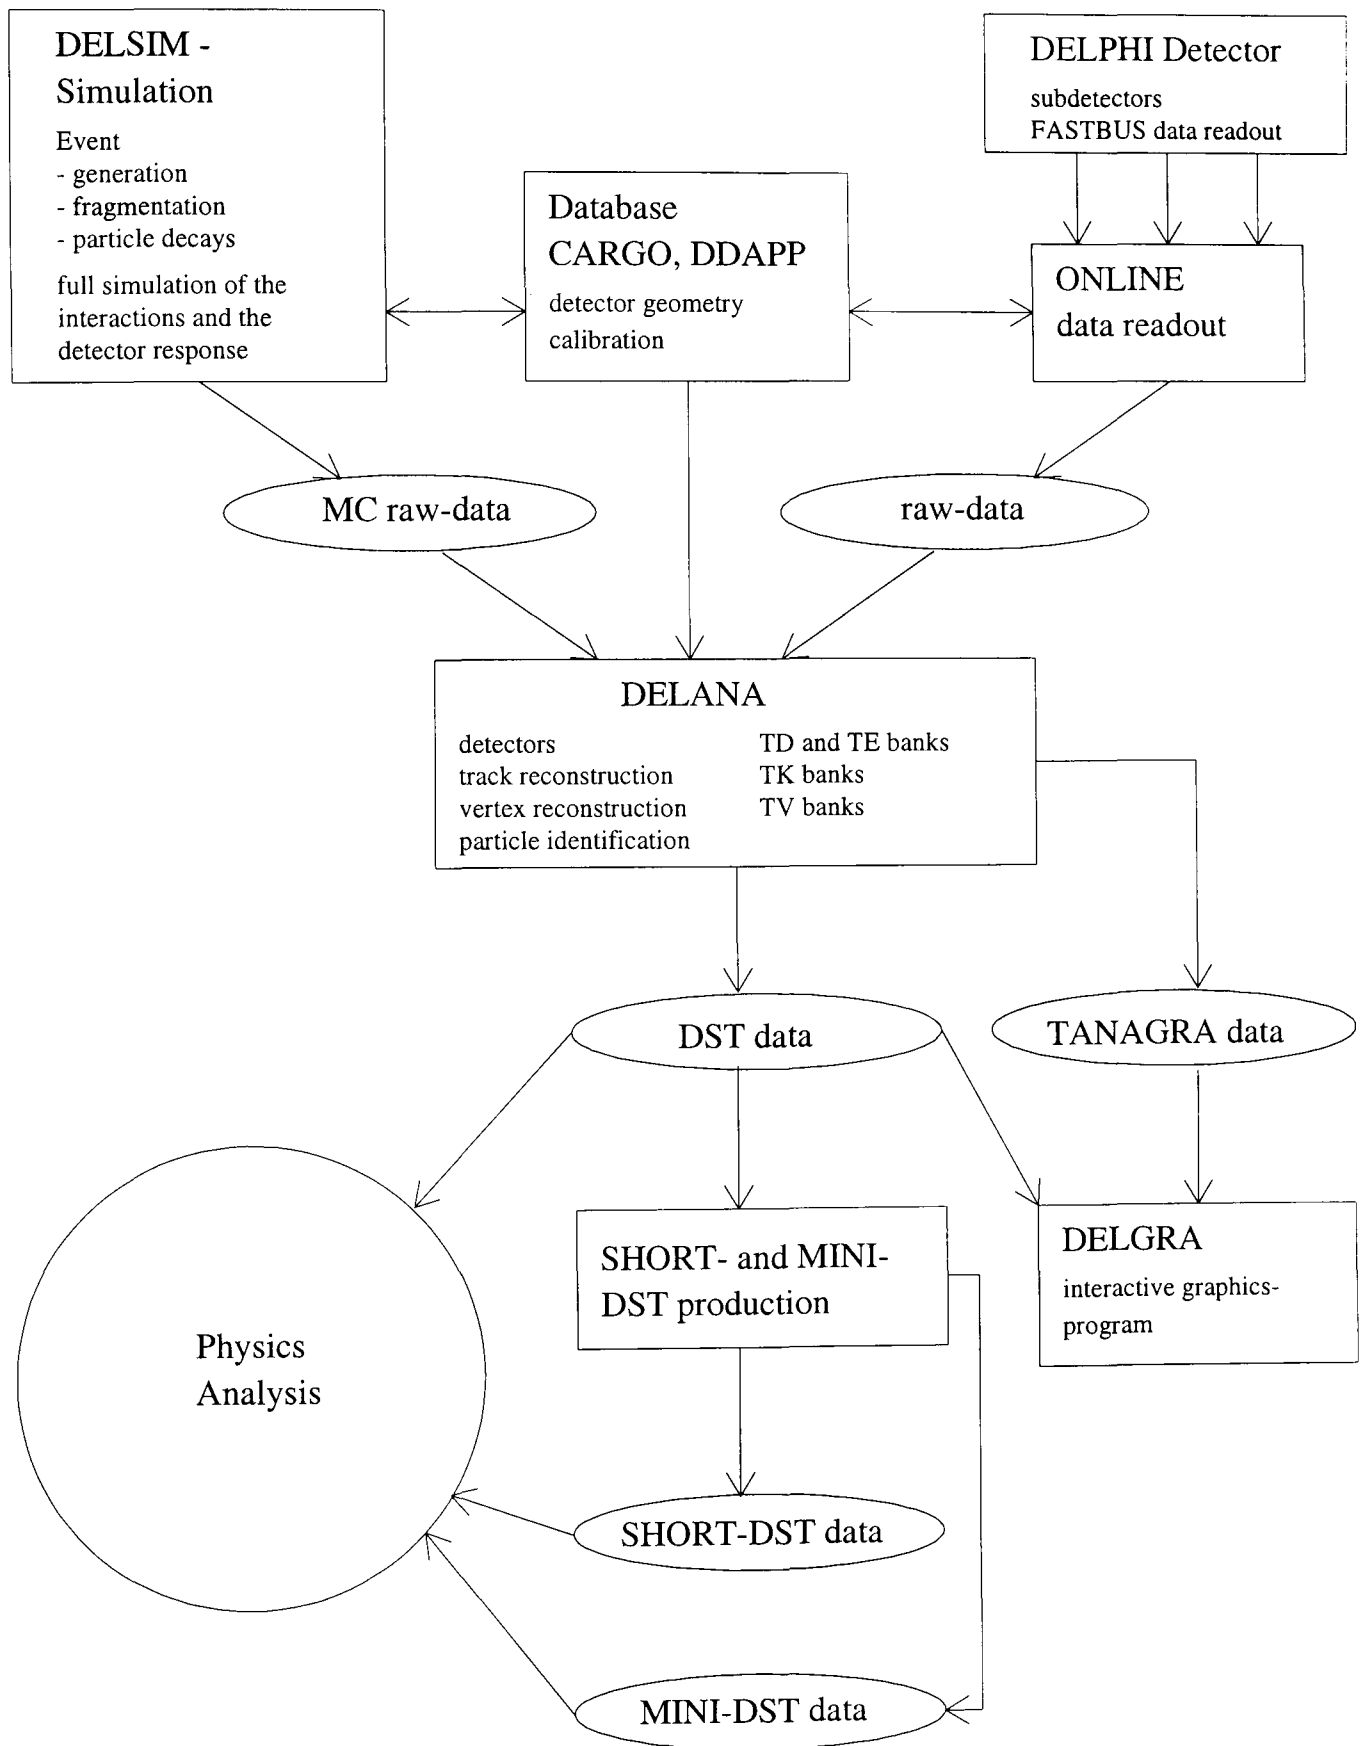 DELSIM -
Simulation
Event
- generation
- fragmentation
- particle decays
full simulation of the
interactions and the
detector response
Database
CARGO, DDAPP
detector geometry
calibration
DELPHI Detector
subdetectors
FASTBUS data readout
ONLINE
data readout
MC raw-data
raw-data
DELANA
detectors
track reconstruction
vertex reconstruction
particle identification
TD and TE banks
TK banks
TV banks
DST data
TANAGRA data
SHORT- and MINI-
DST production
DELGRA
interactive graphics-
program
Physics
Analysis
SHORT-DST data
MINI-DST data